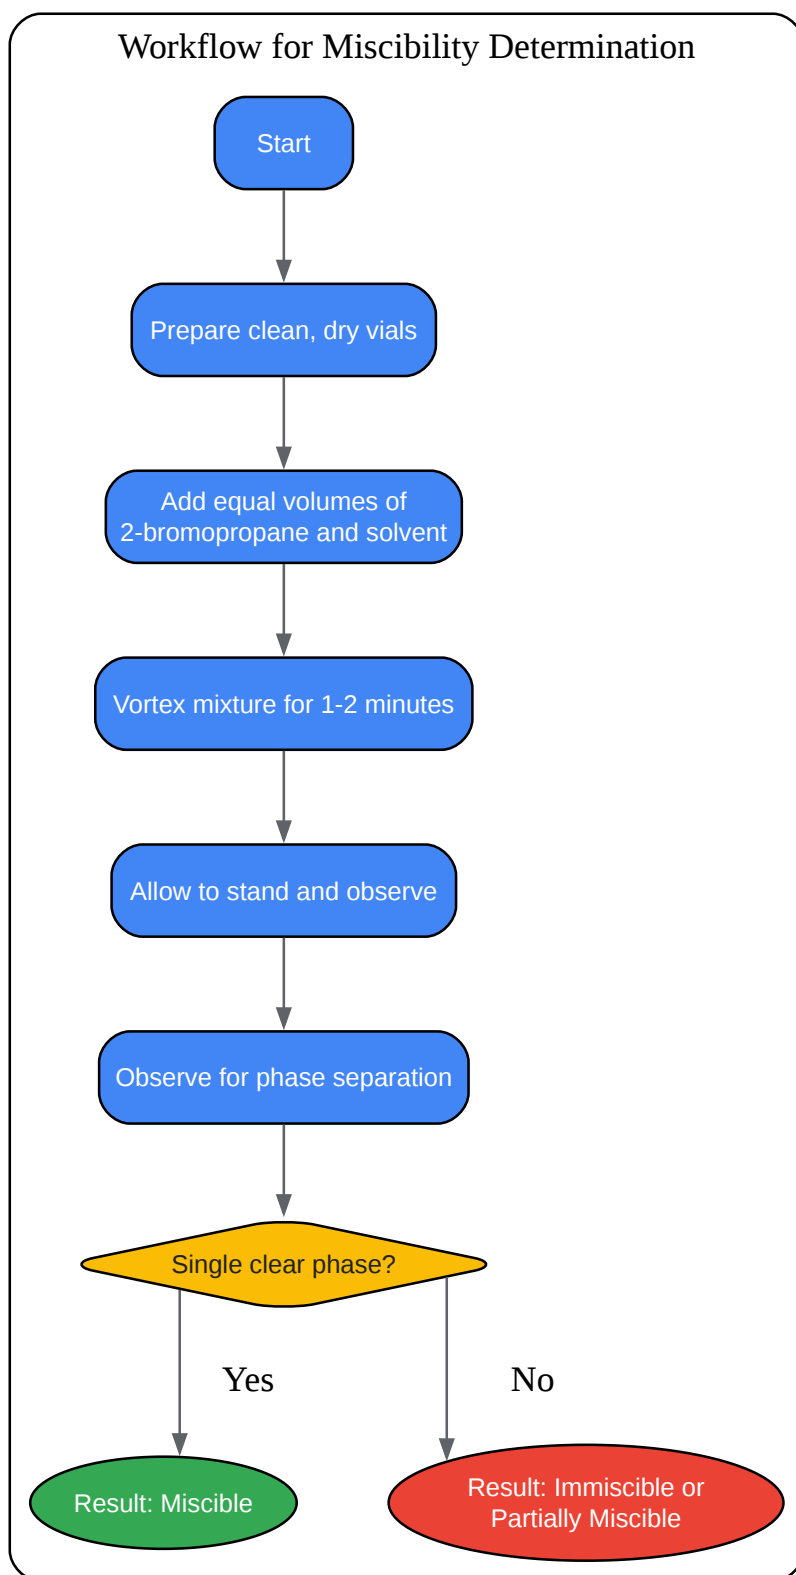 Workflow for Miscibility Determination
Start
Prepare clean, dry vials
Add equal volumes of
2-bromopropane and solvent
Vortex mixture for 1-2 minutes
Allow to stand and observe
Observe for phase separation
Single clear phase?
Yes
No
Result: Miscible
Result: Immiscible or
Partially Miscible